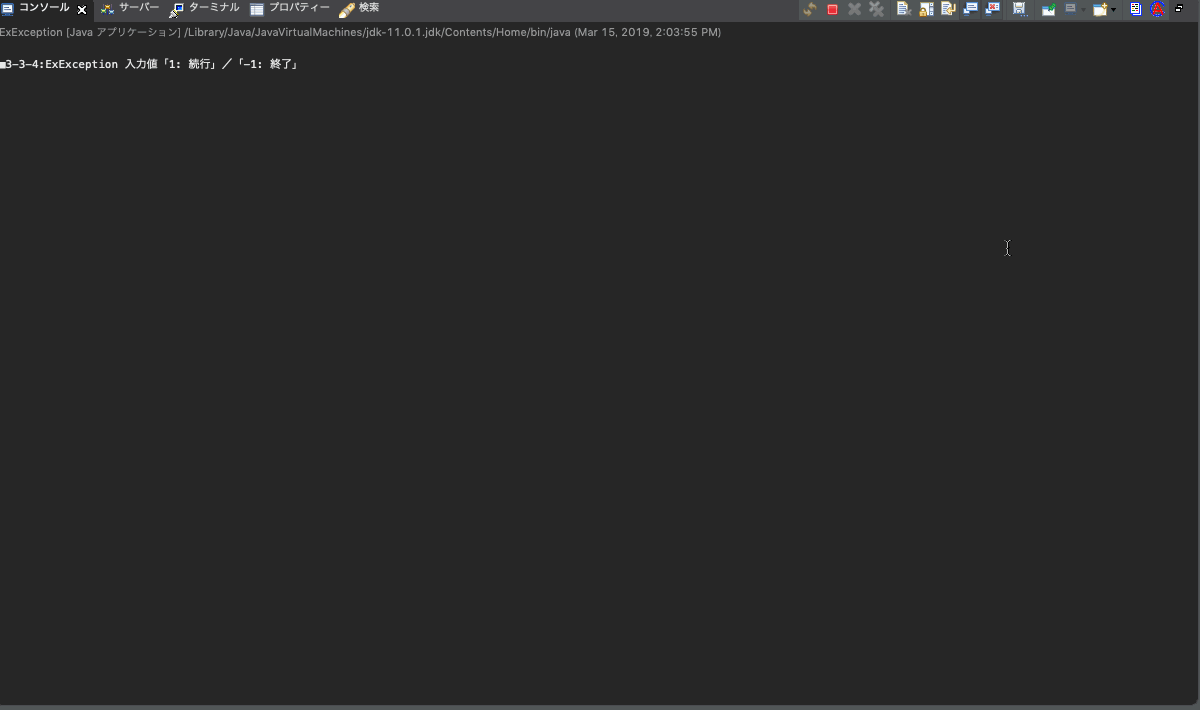 コンソール サーバー ターミナル プロパティー 検索
ExException [Java アプリケーション] /Library/Java/JavaVirtualMachines/jdk-11.0.1.jdk/Contents/Home/bin/java (Mar 15, 2019, 2:03:55 PM)
■3-3-4:ExException 入力値「1: 続行」／「-1: 終了」